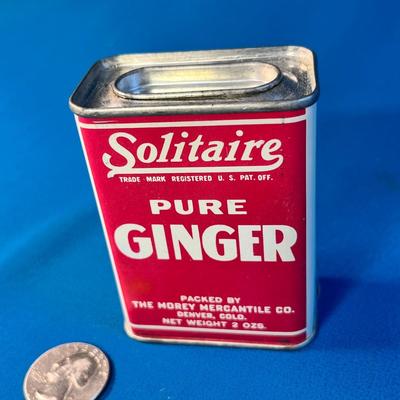 Solitaire
TRADE-MARK REGISTERED U. S. PAT. OFF.
PURE
GINGER
PACKED BY
THE MOREY MERCANTILE CO.
DENVER, COLO.
NET WEIGHT 2 OZS.